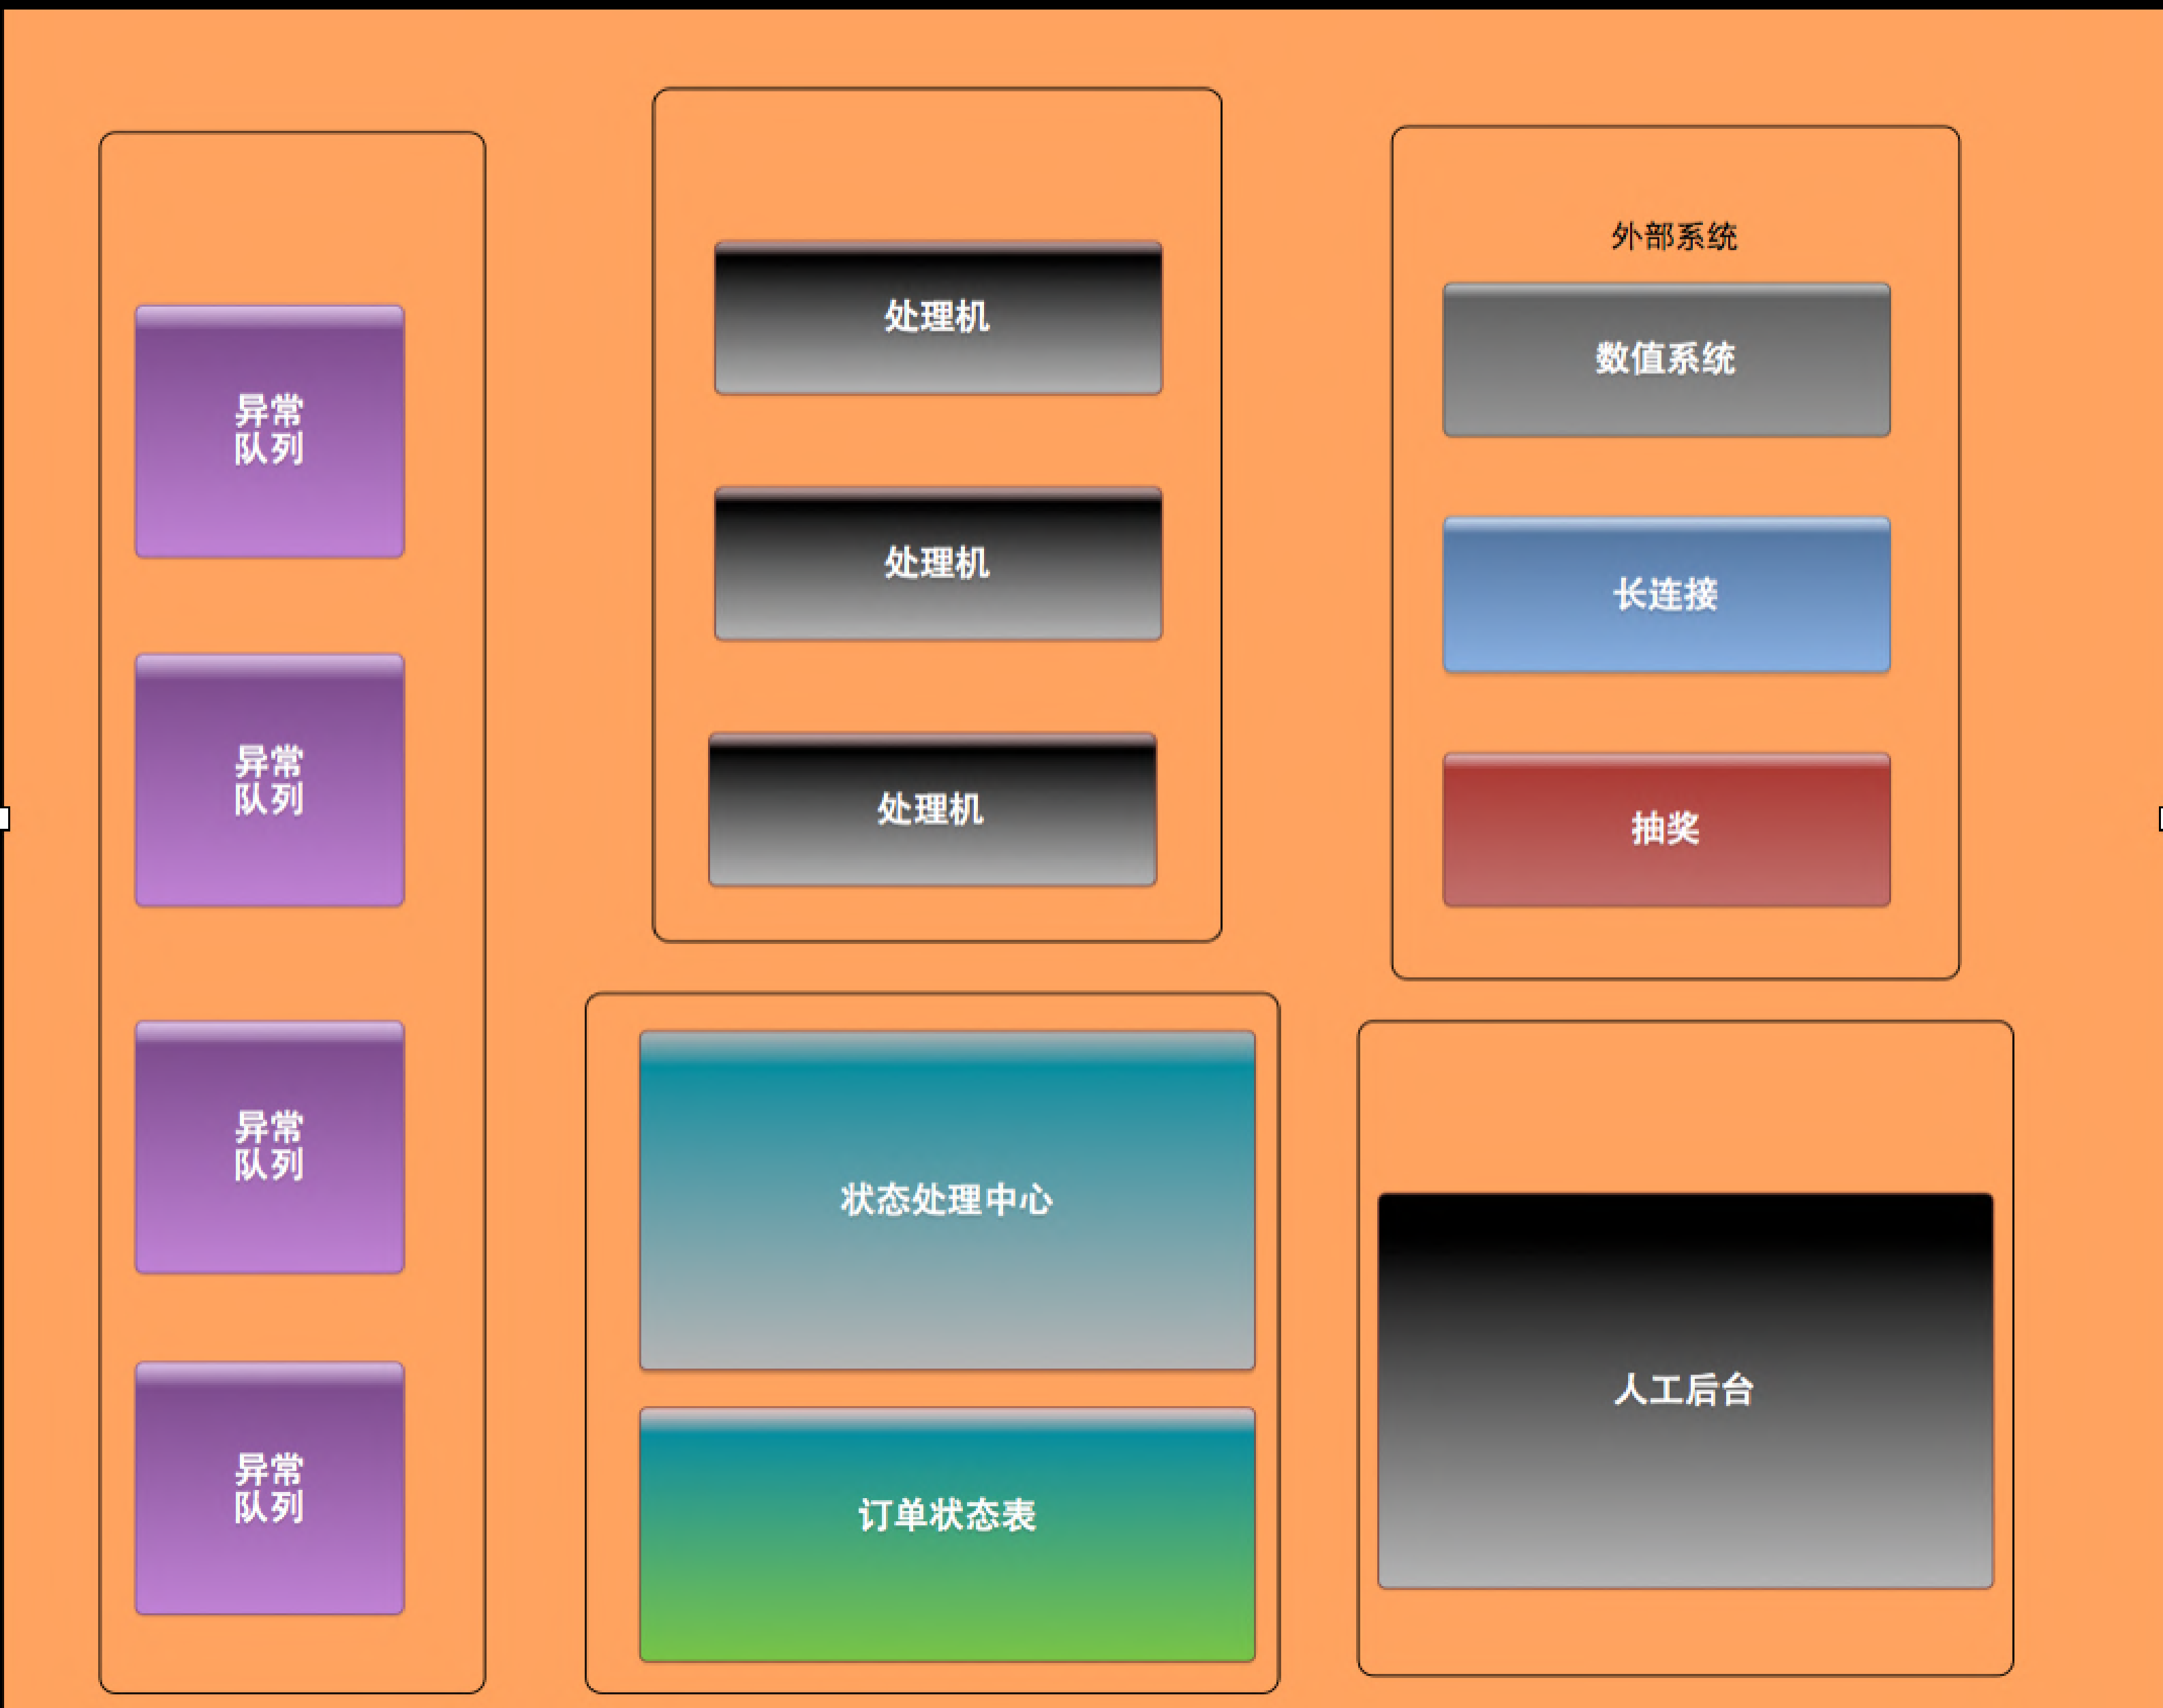 异常
队列
异常
队列
异常
队列
异常
队列
处理机
处理机
处理机
状态处理中心
订单状态表
外部系统
数值系统
长连接
抽奖
人工后台